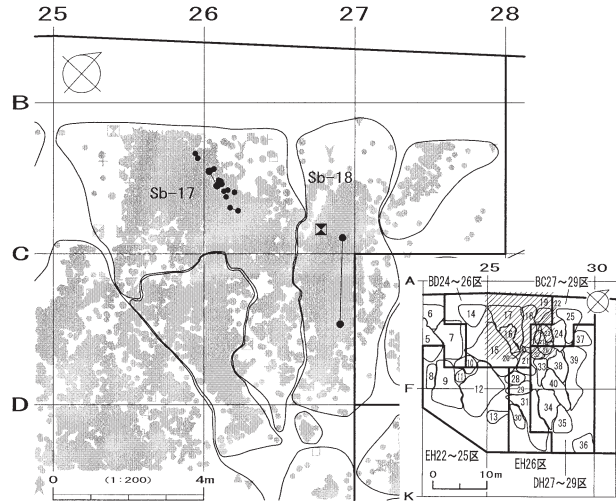 25 26 27 28
B
Sb-17
Sb-18
C
D
0 (1:200) 4m
25 30
A
BD24~26区 BC27~29区
F
K
6 14 17 18 19 22 25
5 7 16 24 37
15 20 21 33 38 39
8 9 10 11 12 28 29 40
13 30 31 34 35 36
EH22~25区
EH26区
0 10m
DH27~29区